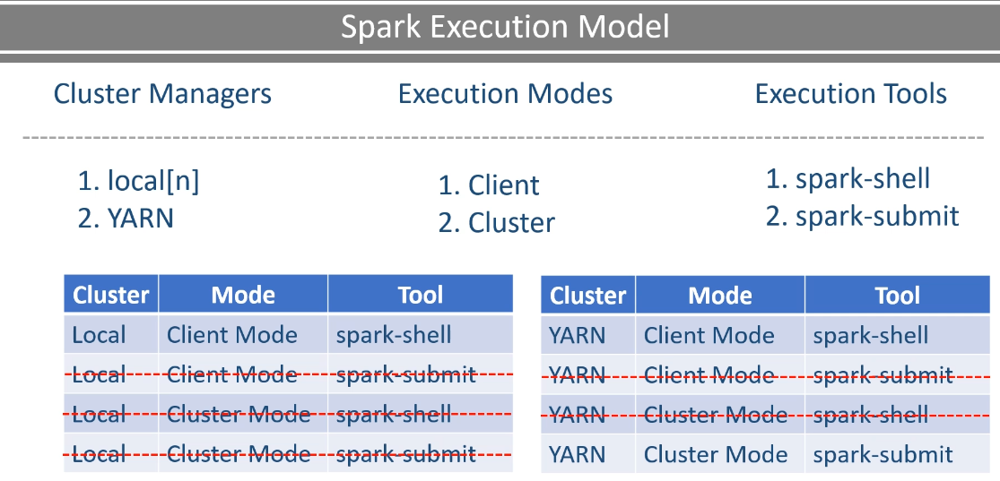 Spark Execution Model
Cluster Managers
Execution Modes
Execution Tools
1. local[n]
2. YARN
1. Client
2. Cluster
1. spark-shell
2. spark-submit
Cluster Mode Tool
Local Client Mode spark-shell
Local Client Mode spark-submit
Local Cluster Mode spark-shell
Local Cluster Mode spark-submit
Cluster Mode Tool
YARN Client Mode spark-shell
YARN Client Mode spark-submit
YARN Cluster Mode spark-shell
YARN Cluster Mode spark-submit